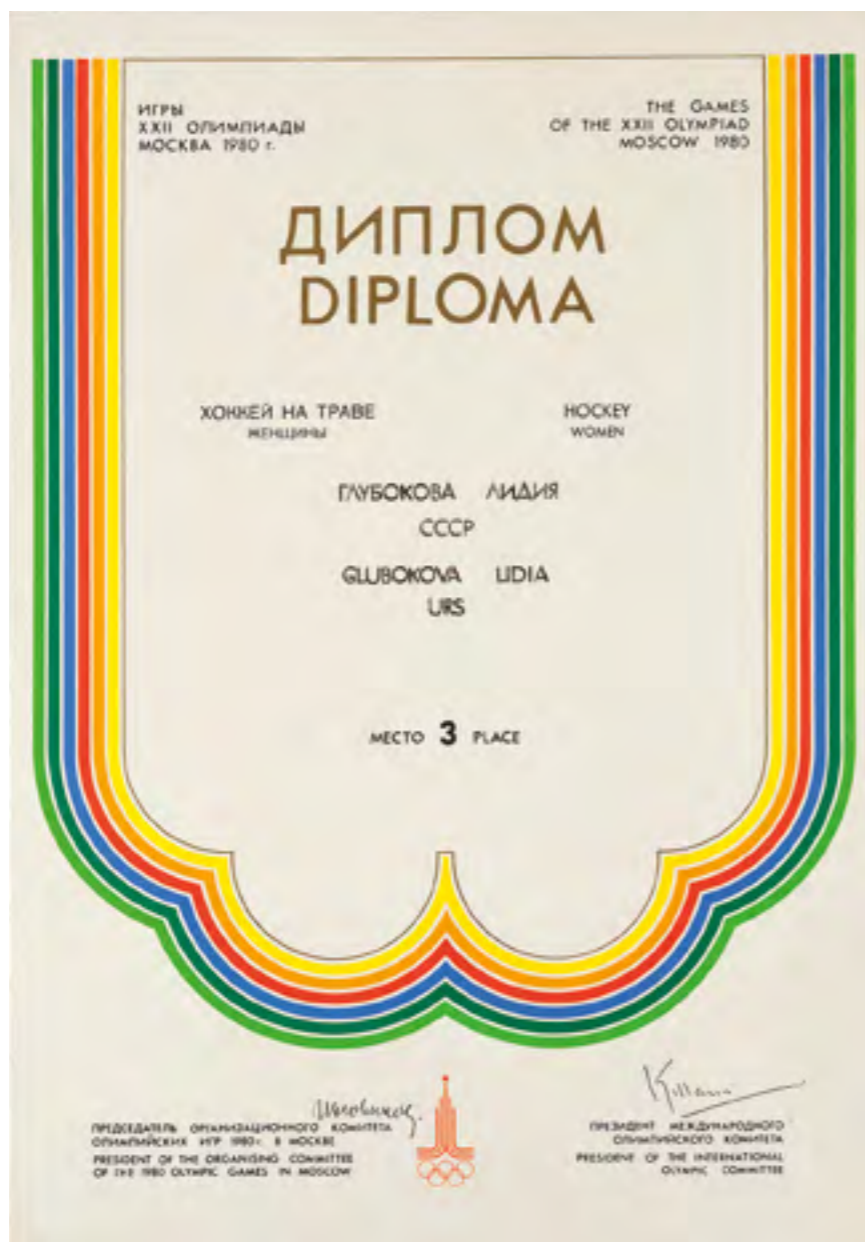 ИГРЫ
XXII ОЛИМПИАДЫ
МОСКВА 1980 г.
THE GAMES
OF THE XXII OLYMPIAD
MOSCOW 1980
ДИПЛОМ
DIPLOMA
ХОККЕЙ НА ТРАВЕ
ЖЕНЩИНЫ
HOCKEY
WOMEN
ГЛУБОКОВА ЛИДИЯ
СССР
GLUBOKOVA LIDIA
URS
МЕСТО 3 PLACE
ПРЕДСЕДАТЕЛЬ ОРГАНИЗАЦИОННОГО КОМИТЕТА
ОЛИМПИЙСКИХ ИГР 1980 г. В МОСКВЕ
PRESIDENT OF THE ORGANISING COMMITTEE
OF THE 1980 OLYMPIC GAMES IN MOSCOW
ПРЕЗИДЕНТ МЕЖДУНАРОДНОГО
ОЛИМПИЙСКОГО КОМИТЕТА
PRESIDENT OF THE INTERNATIONAL
OLYMPIC COMMITTEE